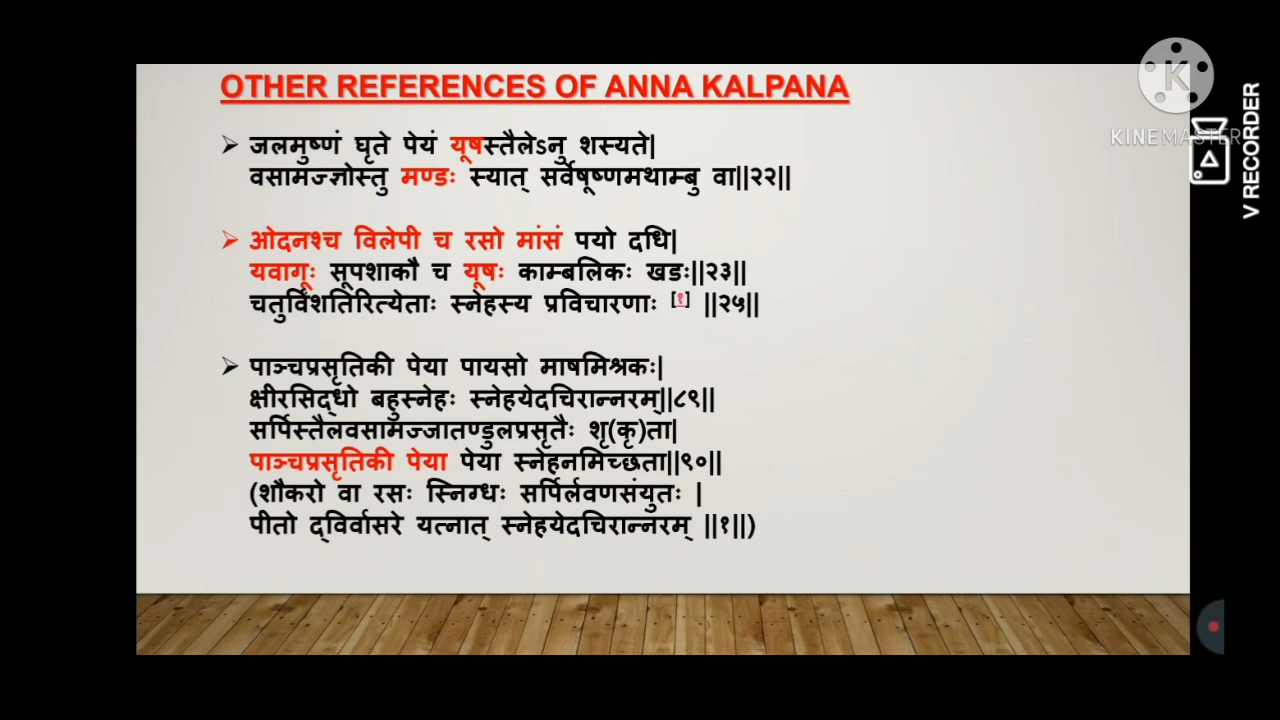 OTHER REFERENCES OF ANNA KALPANA
K
KINEMASTER
V RECORDER
➢ जलमुष्णं घृते पेयं यूषस्तैलेऽनु शस्यते|
वसामज्ज्ञोस्तु मण्डः स्यात् सर्वेषूष्णमथाम्बु वा||२२||
➢ ओदनश्च विलेपी च रसो मांसं पयो दधि|
यवागूः सूपशाकौ च यूषः काम्बलिकः खडः||२३||
चतुर्विंशतिरित्येताः स्नेहस्य प्रविचारणाः [१] ||२५||
➢ पाञ्चप्रसृतिकी पेया पायसो माषमिश्रकः|
क्षीरसिद्धो बहुस्नेहः स्नेहयेदचिरान्नरम्||८९||
सर्पिस्तैलवसामज्जातण्डुलप्रसृतैः शृ(कृ)ता|
पाञ्चप्रसृतिकी पेया पेया स्नेहनमिच्छता||९०||
(शौकरो वा रसः स्निग्धः सर्पिर्लवणसंयुतः |
पीतो द्विर्वासरे यत्नात् स्नेहयेदचिरान्नरम् ||१||)